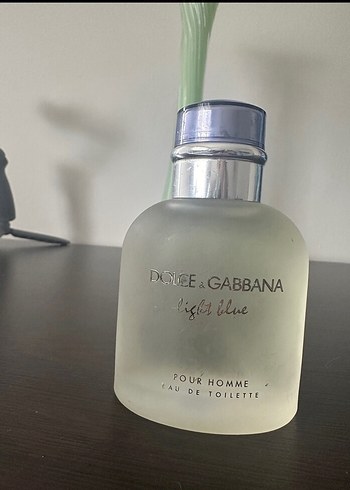 DOLCE & GABBANA
light blue
POUR HOMME
EAU DE TOILETTE